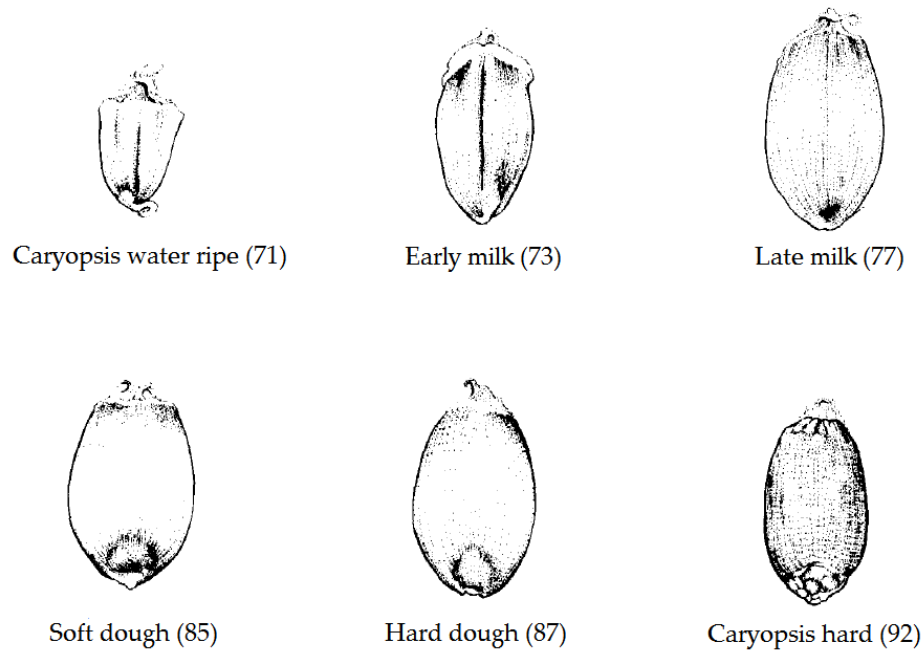 Caryopsis water ripe (71)
Early milk (73)
Late milk (77)
Soft dough (85)
Hard dough (87)
Caryopsis hard (92)